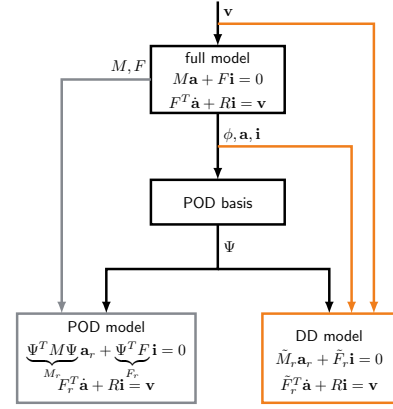 v
full model
Ma + Fi = 0
F^T ȧ + Ri = v
M, F
ϕ, a, i
POD basis
Ψ
POD model
Ψ^T MΨ a_r + Ψ^T F i = 0
M_r F_r
F_r^T ȧ + Ri = v
DD model
M̃_r a_r + F̃_r i = 0
F̃_r^T ȧ + Ri = v